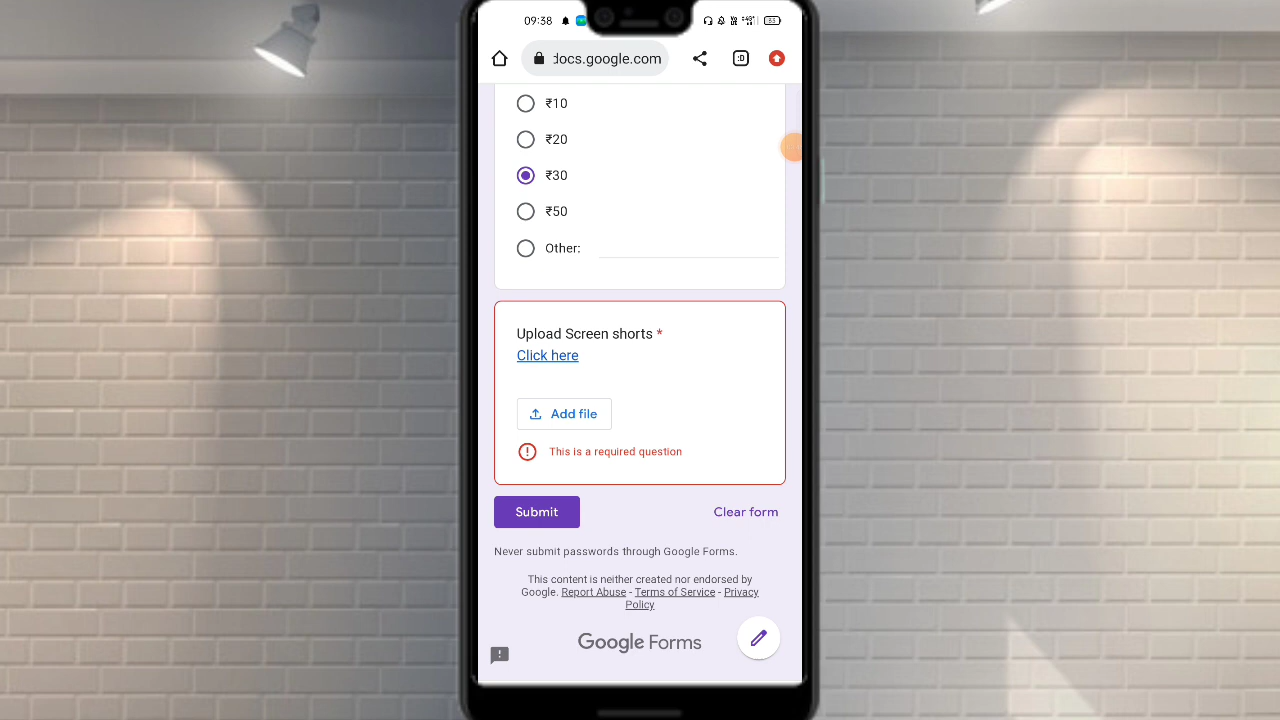 09:38
docs.google.com
:D
₹10
₹20
₹30
₹50
Other:
Upload Screen shorts *
Click here
Add file
This is a required question
Submit
Clear form
Never submit passwords through Google Forms.
This content is neither created nor endorsed by
Google. Report Abuse - Terms of Service - Privacy
Policy
Google Forms